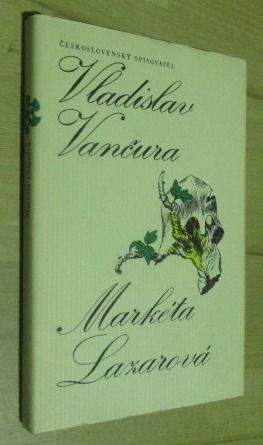 ČESKOSLOVENSKÝ SPISOVATEL
Vladislav
Vančura
Markéta
Lazarová